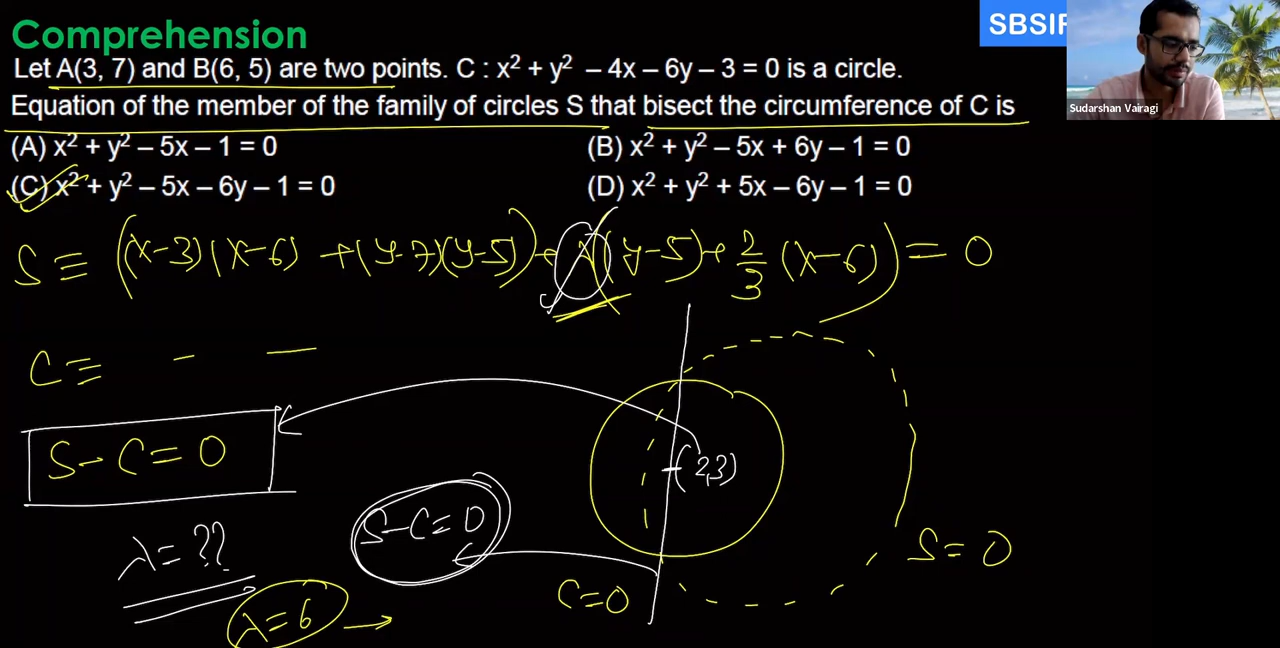 Comprehension
SBSIF
Let A(3, 7) and B(6, 5) are two points. C : x² + y² – 4x – 6y – 3 = 0 is a circle.
Equation of the member of the family of circles S that bisect the circumference of C is
Sudarshan Vairagi
(A) x² + y² – 5x – 1 = 0
(B) x² + y² – 5x + 6y – 1 = 0
(C) x² + y² – 5x – 6y – 1 = 0
(D) x² + y² + 5x – 6y – 1 = 0
S ≡ ((x-3)(x-6) + (y-7)(y-5)) + λ((y-5) + 2/3 (x-6)) = 0
C ≡ – —
S - C = 0
(2,3)
S-C=0
λ = ??
S = 0
C=0
λ=6 →